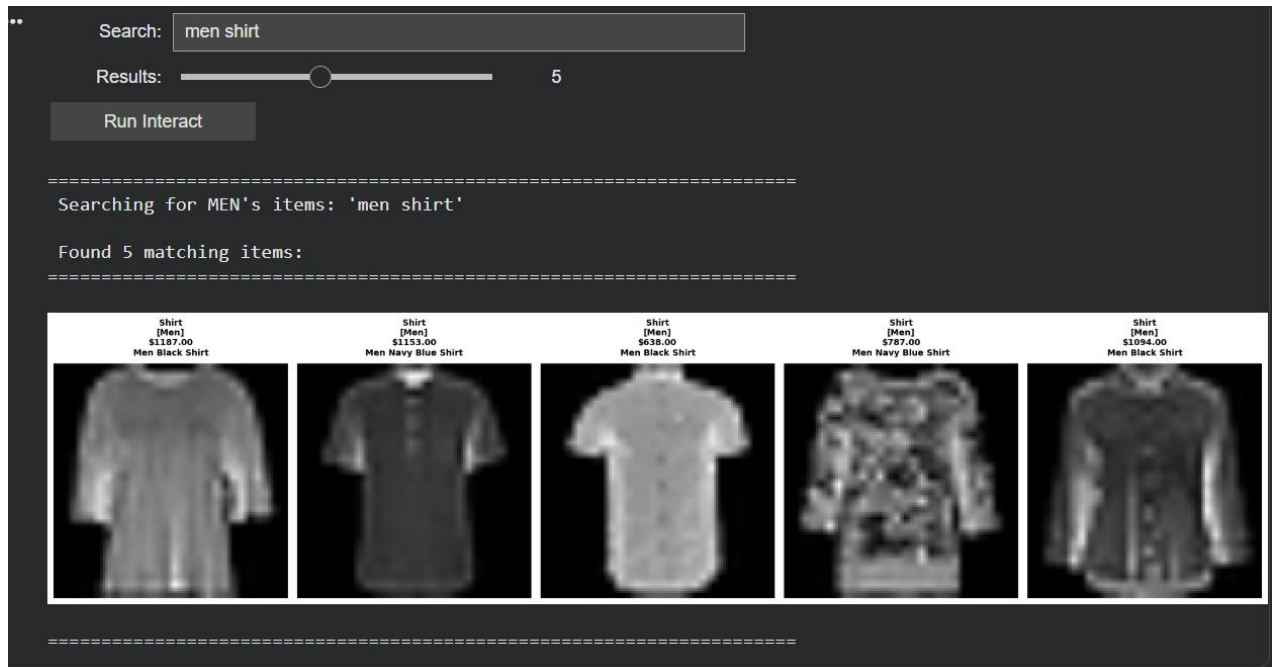 Search: men shirt
Results: 5
Run Interact
======================================================================
Searching for MEN's items: 'men shirt'
Found 5 matching items:
======================================================================
Shirt
[Men]
$1187.00
Men Black Shirt
Shirt
[Men]
$1153.00
Men Navy Blue Shirt
Shirt
[Men]
$638.00
Men Black Shirt
Shirt
[Men]
$787.00
Men Navy Blue Shirt
Shirt
[Men]
$1094.00
Men Black Shirt
======================================================================